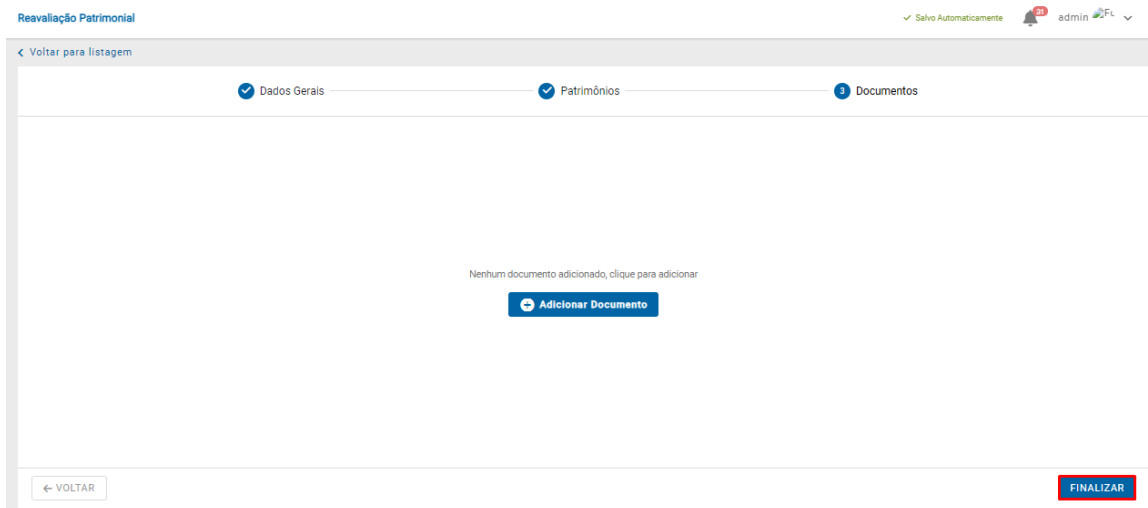 Reavaliação Patrimonial
Salvo Automaticamente
31
admin
Voltar para listagem
Dados Gerais
Patrimônios
3 Documentos
Nenhum documento adicionado, clique para adicionar
Adicionar Documento
VOLTAR
FINALIZAR